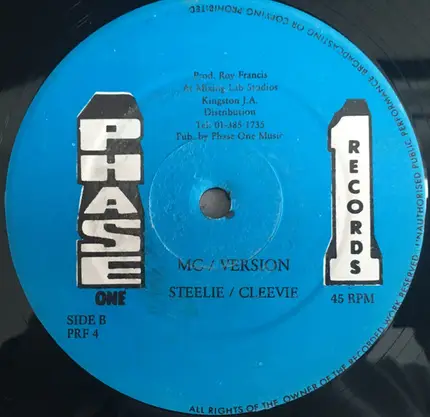 Prod. Roy Francis
At Mixing Lab Studios
Kingston J.A.
Distribution
Tel. 01-385-1735
Pub. by Phase One Music
PHASE
ONE
1
RECORDS
MC / VERSION
STEELIE / CLEEVIE
45 RPM
SIDE B
PRF 4
ALL RIGHTS OF THE OWNER OF THE RECORDED WORK RESERVED. UNAUTHORISED PUBLIC PERFORMANCE BROADCASTING OR COPYING PROHIBITED